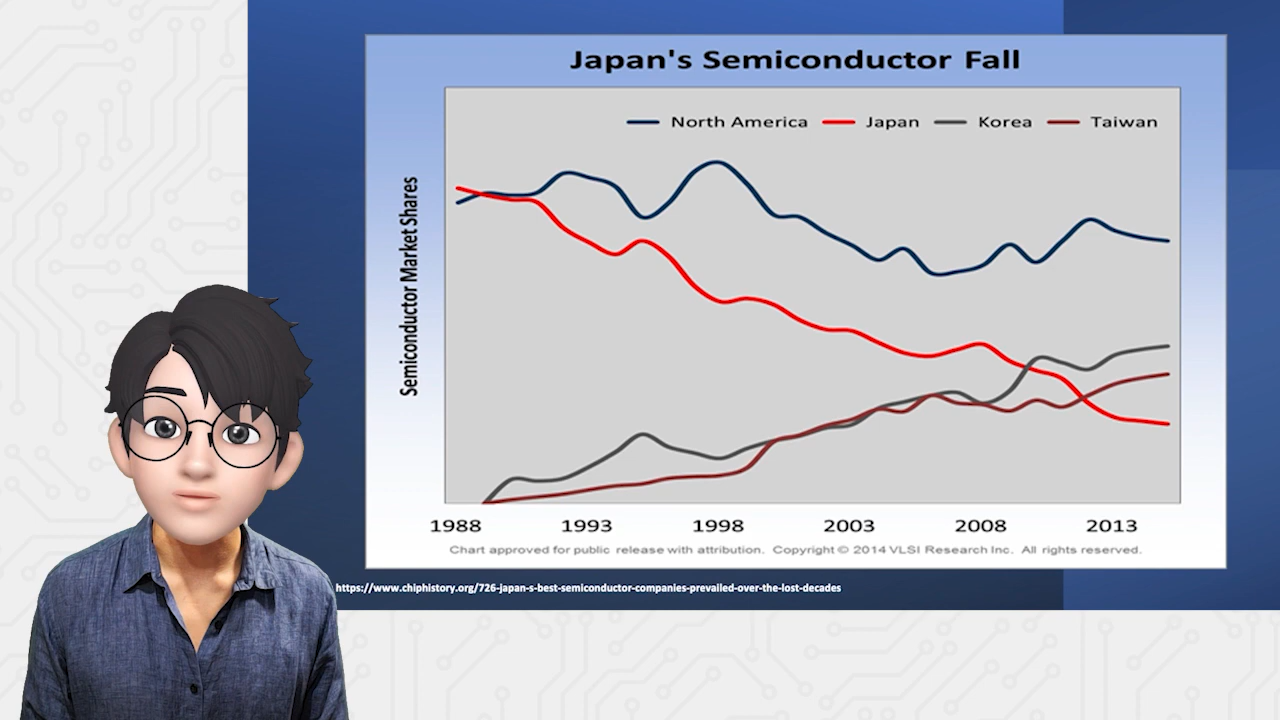 Japan's Semiconductor Fall
North America Japan Korea Taiwan
Semiconductor Market Shares
1988 1993 1998 2003 2008 2013
Chart approved for public release with attribution. Copyright © 2014 VLSI Research Inc. All rights reserved.
https://www.chiphistory.org/726-japan-s-best-semiconductor-companies-prevailed-over-the-lost-decades